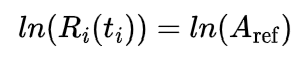 ln(R_i(t_i)) = ln(A_ref)